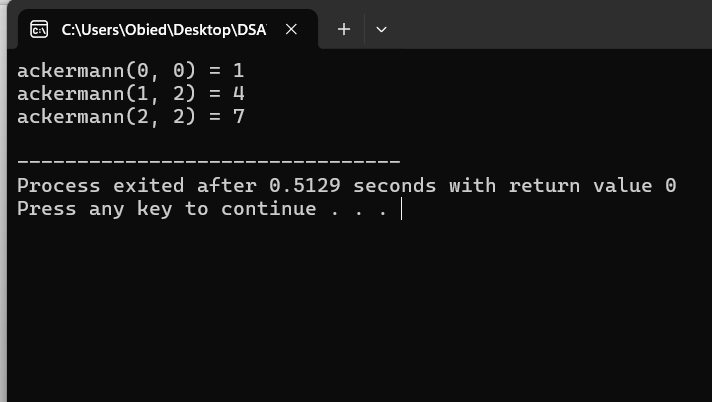 C:\Users\Obied\Desktop\DSA
ackermann(0, 0) = 1
ackermann(1, 2) = 4
ackermann(2, 2) = 7
--------------------------------
Process exited after 0.5129 seconds with return value 0
Press any key to continue . . .